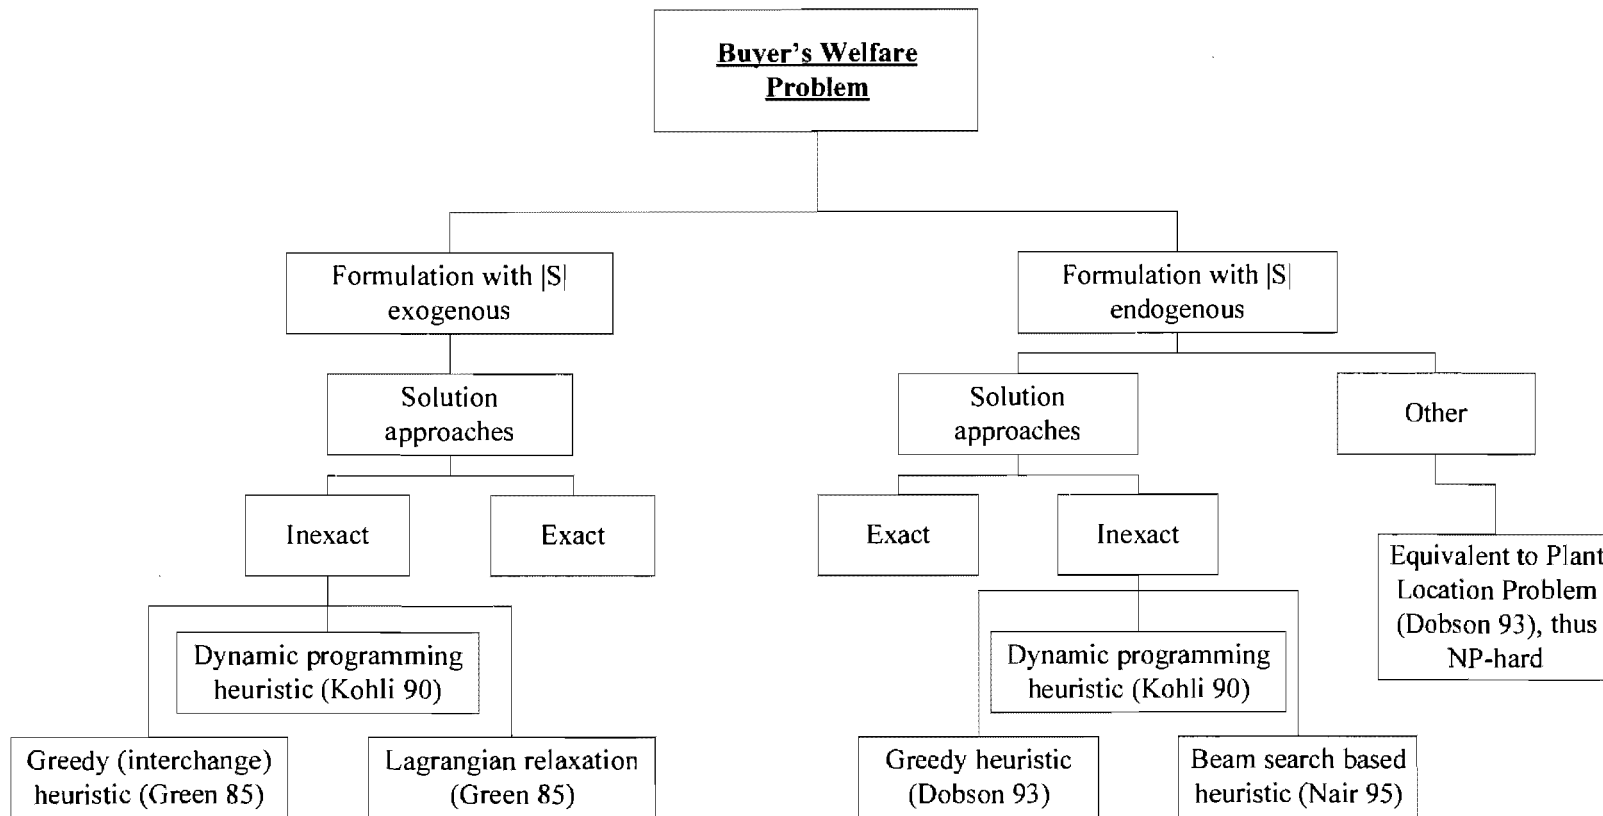 Buyer's Welfare
Problem
Formulation with |S|
exogenous
Formulation with |S|
endogenous
Solution
approaches
Solution
approaches
Other
Inexact
Exact
Exact
Inexact
Equivalent to Plant
Location Problem
(Dobson 93), thus
NP-hard
Dynamic programming
heuristic (Kohli 90)
Dynamic programming
heuristic (Kohli 90)
Greedy (interchange)
heuristic (Green 85)
Lagrangian relaxation
(Green 85)
Greedy heuristic
(Dobson 93)
Beam search based
heuristic (Nair 95)